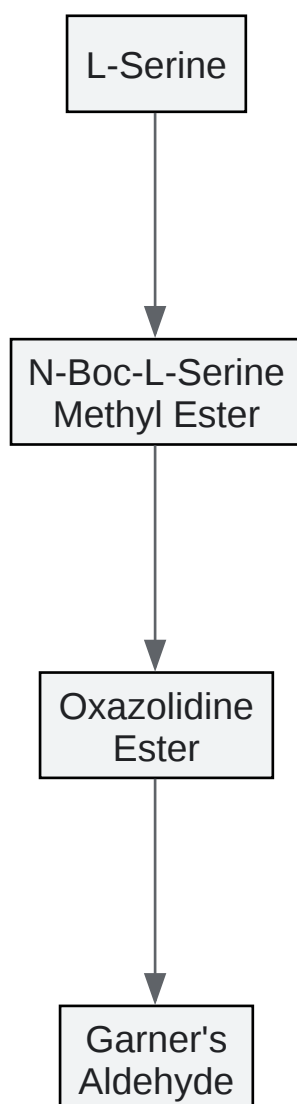 L-Serine
N-Boc-L-Serine
Methyl Ester
Oxazolidine
Ester
Garner's
Aldehyde